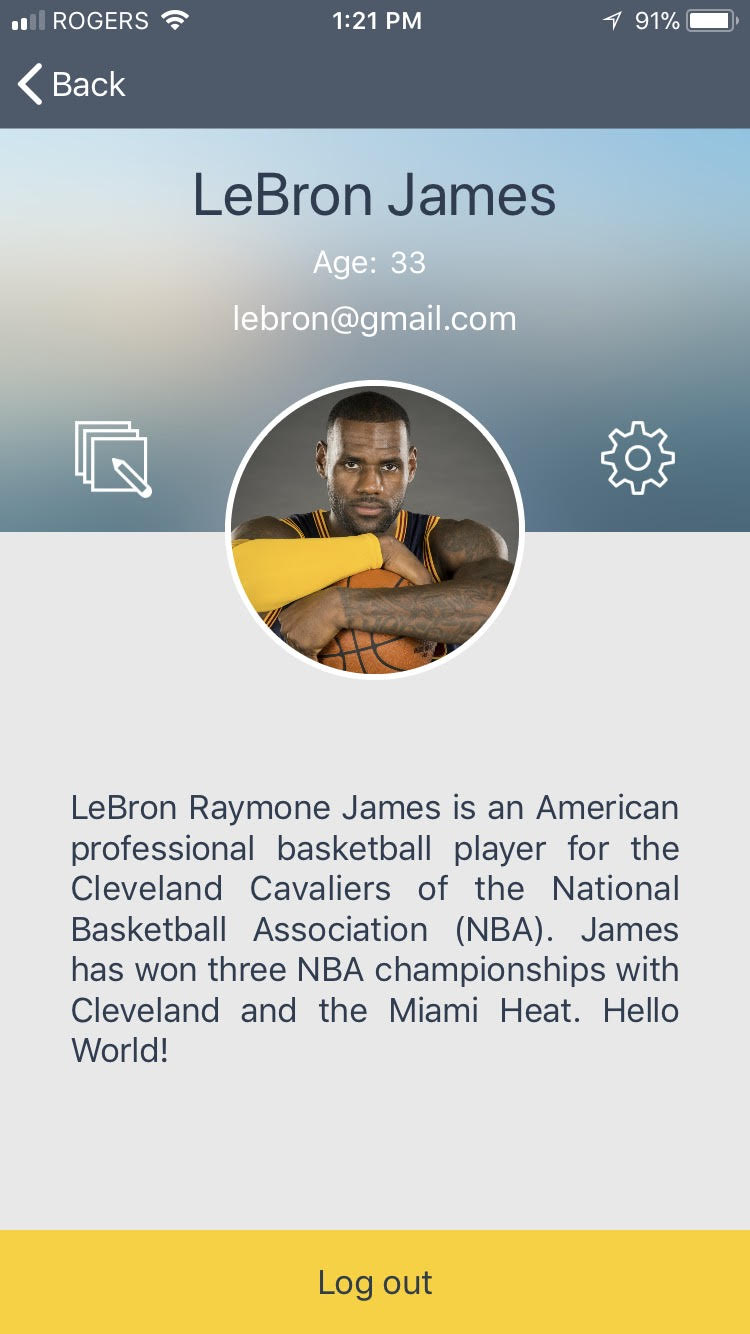 ROGERS 1:21 PM 91%
Back
LeBron James
Age: 33
lebron@gmail.com
LeBron Raymone James is an American
professional basketball player for the
Cleveland Cavaliers of the National
Basketball Association (NBA). James
has won three NBA championships with
Cleveland and the Miami Heat. Hello
World!
Log out